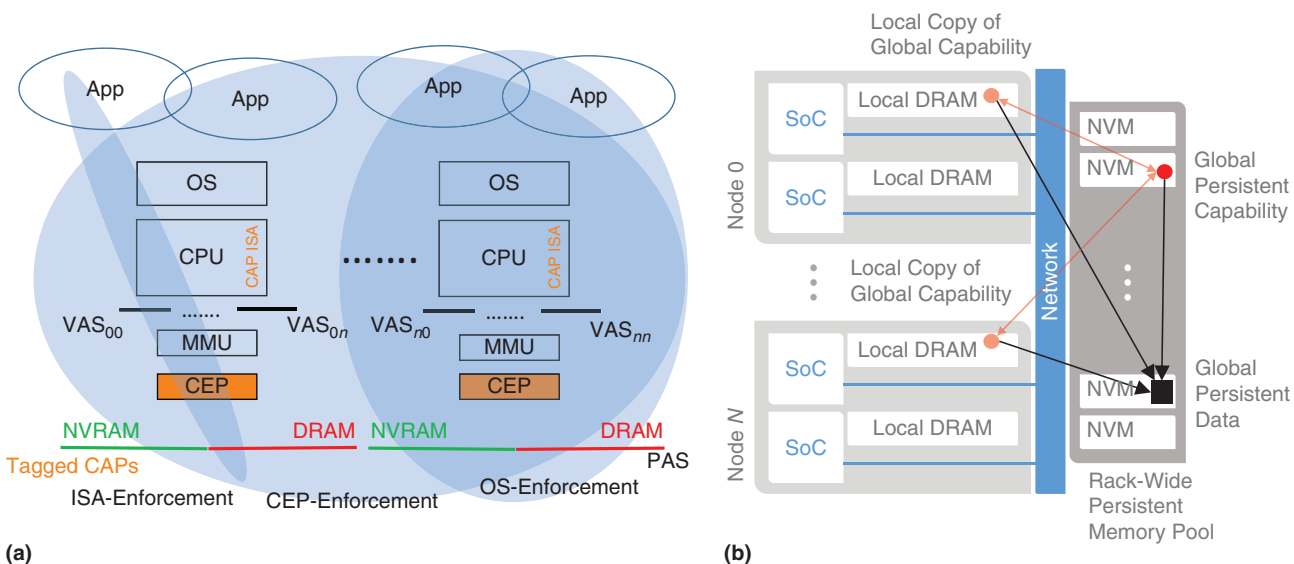 App
App
App
App
OS
OS
CPU
CAP ISA
CPU
CAP ISA
.......
VAS00
.......
VAS0n
VASn0
.......
VASnn
MMU
MMU
CEP
CEP
NVRAM
DRAM
NVRAM
DRAM
Tagged CAPs
PAS
ISA-Enforcement
CEP-Enforcement
OS-Enforcement
(a)
Local Copy of
Global Capability
Node 0
SoC
Local DRAM
SoC
Local DRAM
Local Copy of
Global Capability
Node N
SoC
Local DRAM
SoC
Local DRAM
Network
NVM
NVM
Global
Persistent
Capability
NVM
NVM
Global
Persistent
Data
Rack-Wide
Persistent
Memory Pool
(b)